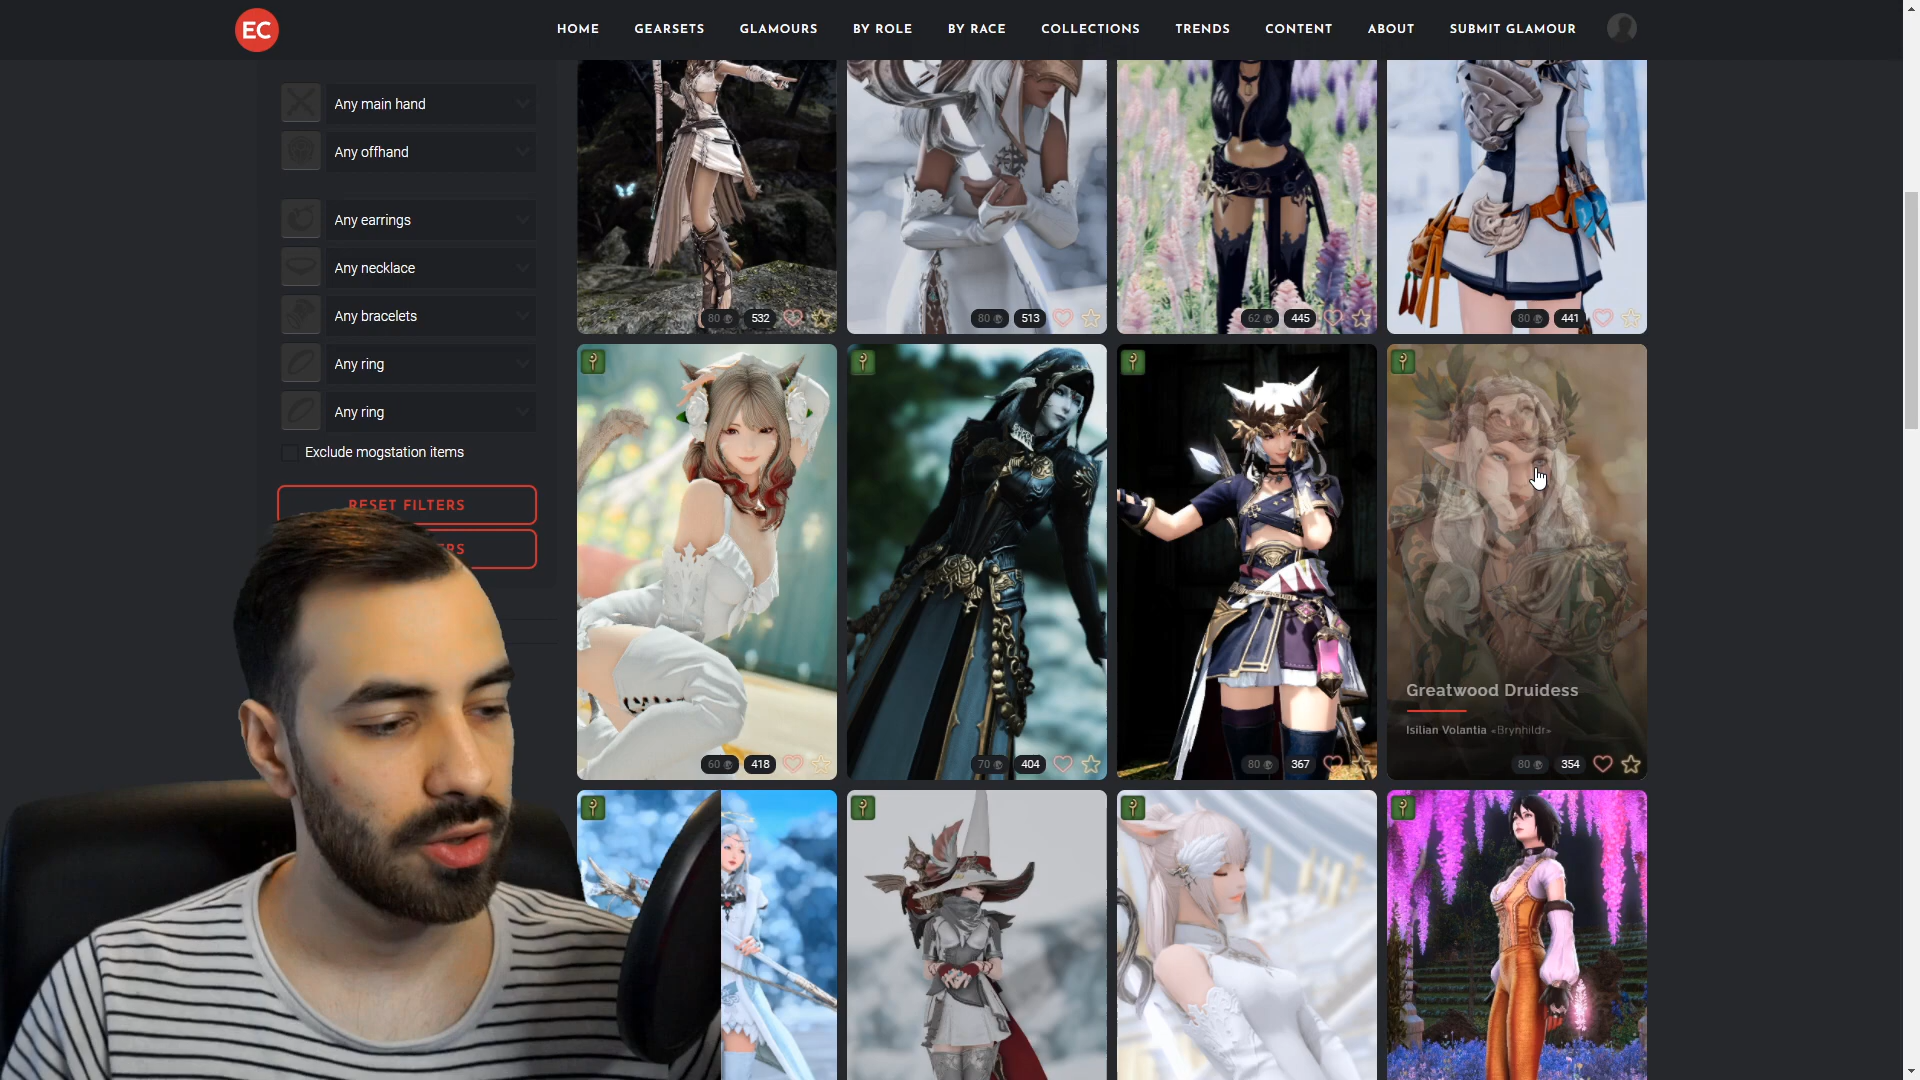 EC
HOME GEARSETS GLAMOURS BY ROLE BY RACE COLLECTIONS TRENDS CONTENT ABOUT SUBMIT GLAMOUR
Any main hand
Any offhand
Any earrings
Any necklace
Any bracelets
Any ring
Any ring
Exclude mogstation items
RESET FILTERS
80 532
80 513
62 445
80 441
Greatwood Druidess
Isilian Volantia «Brynhildr»
60 418
70 404
80 367
80 354